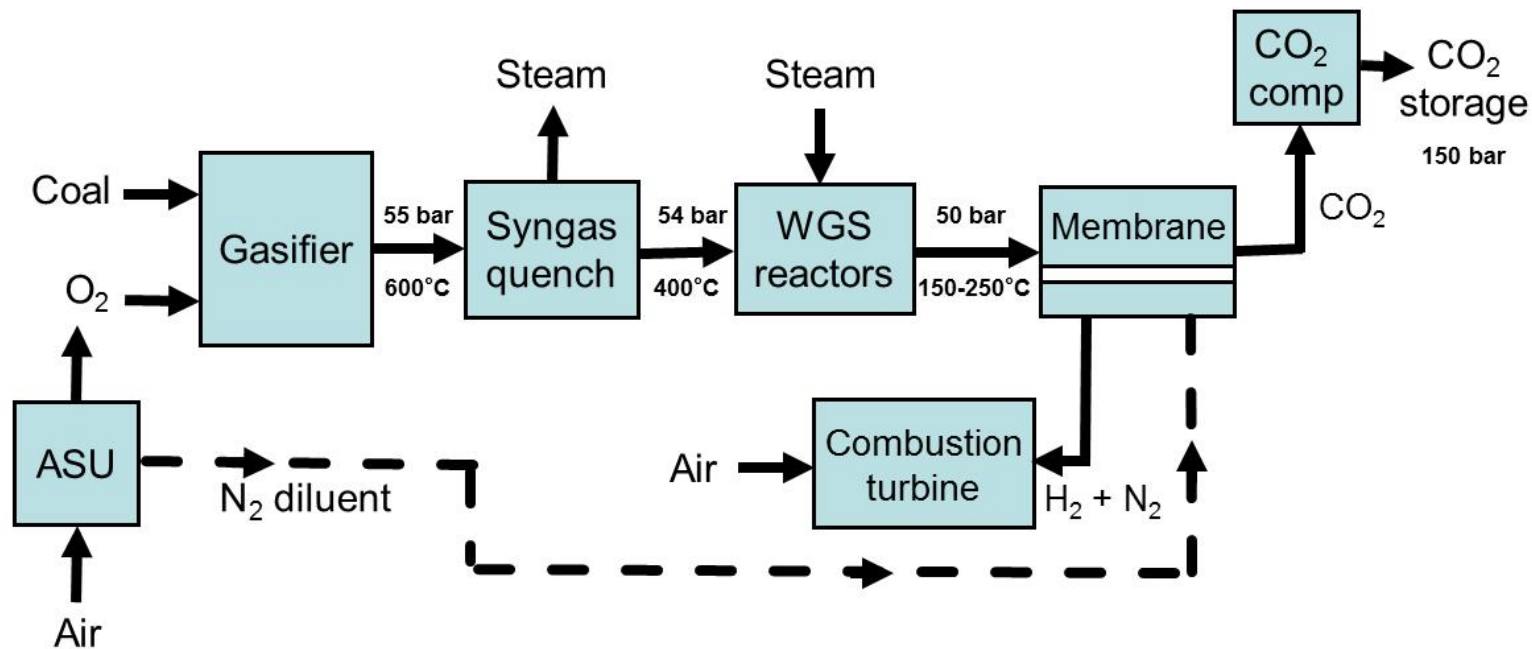 CO₂
comp
CO₂
storage
150 bar
Steam
Steam
Coal
Gasifier
55 bar
600°C
Syngas
quench
54 bar
400°C
WGS
reactors
50 bar
150-250°C
Membrane
CO₂
O₂
ASU
N₂ diluent
Air
Combustion
turbine
H₂ + N₂
Air